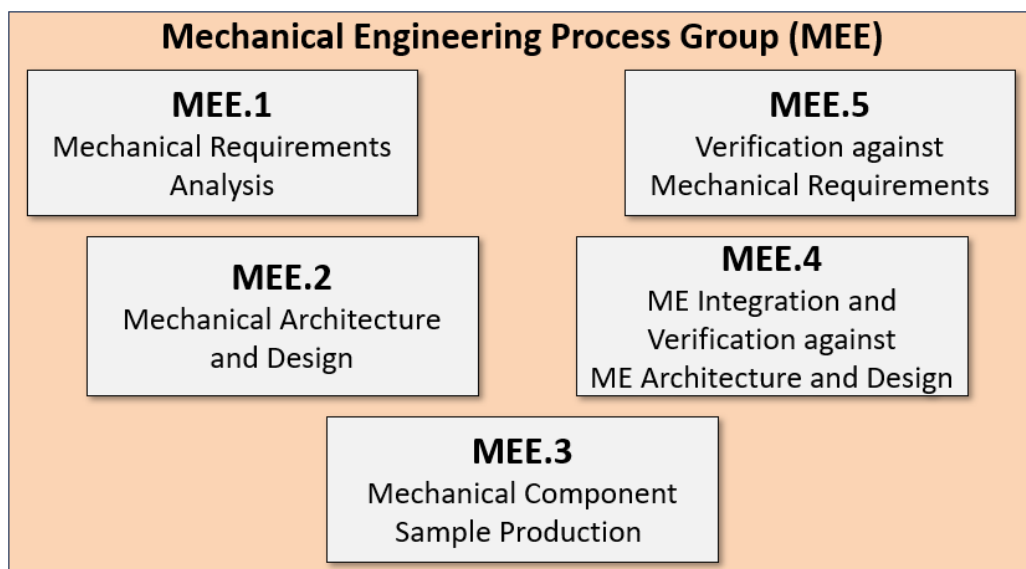 Mechanical Engineering Process Group (MEE)
MEE.1
Mechanical Requirements
Analysis
MEE.5
Verification against
Mechanical Requirements
MEE.2
Mechanical Architecture
and Design
MEE.4
ME Integration and
Verification against
ME Architecture and Design
MEE.3
Mechanical Component
Sample Production